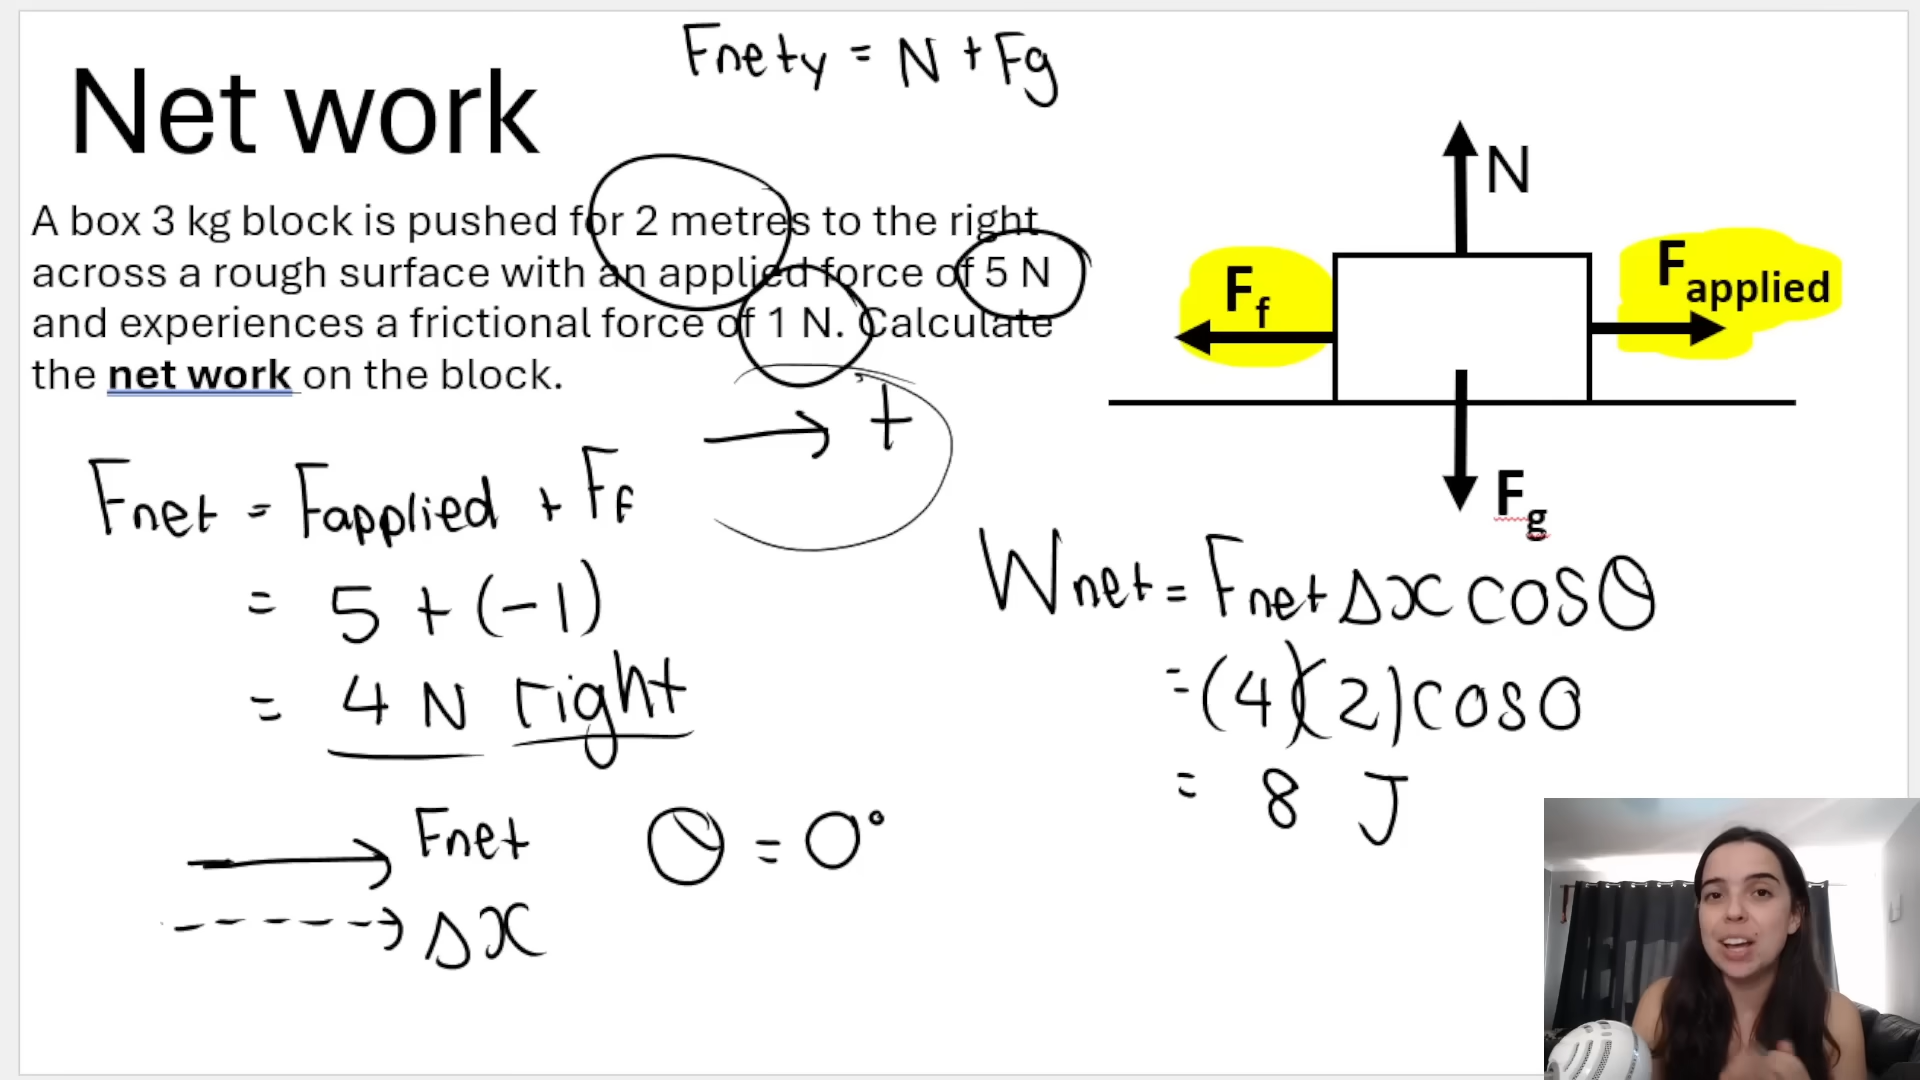 Fnety = N + Fg
Net work
A box 3 kg block is pushed for 2 metres to the right
across a rough surface with an applied force of 5 N
and experiences a frictional force of 1 N. Calculate
the net work on the block.
N
Ff
Fapplied
Fg
→ +
Fnet = Fapplied + Ff
= 5 + (-1)
= 4 N right
Fnet
Δx
θ = 0°
Wnet = Fnet Δx cosθ
= (4)(2) cos0
= 8 J